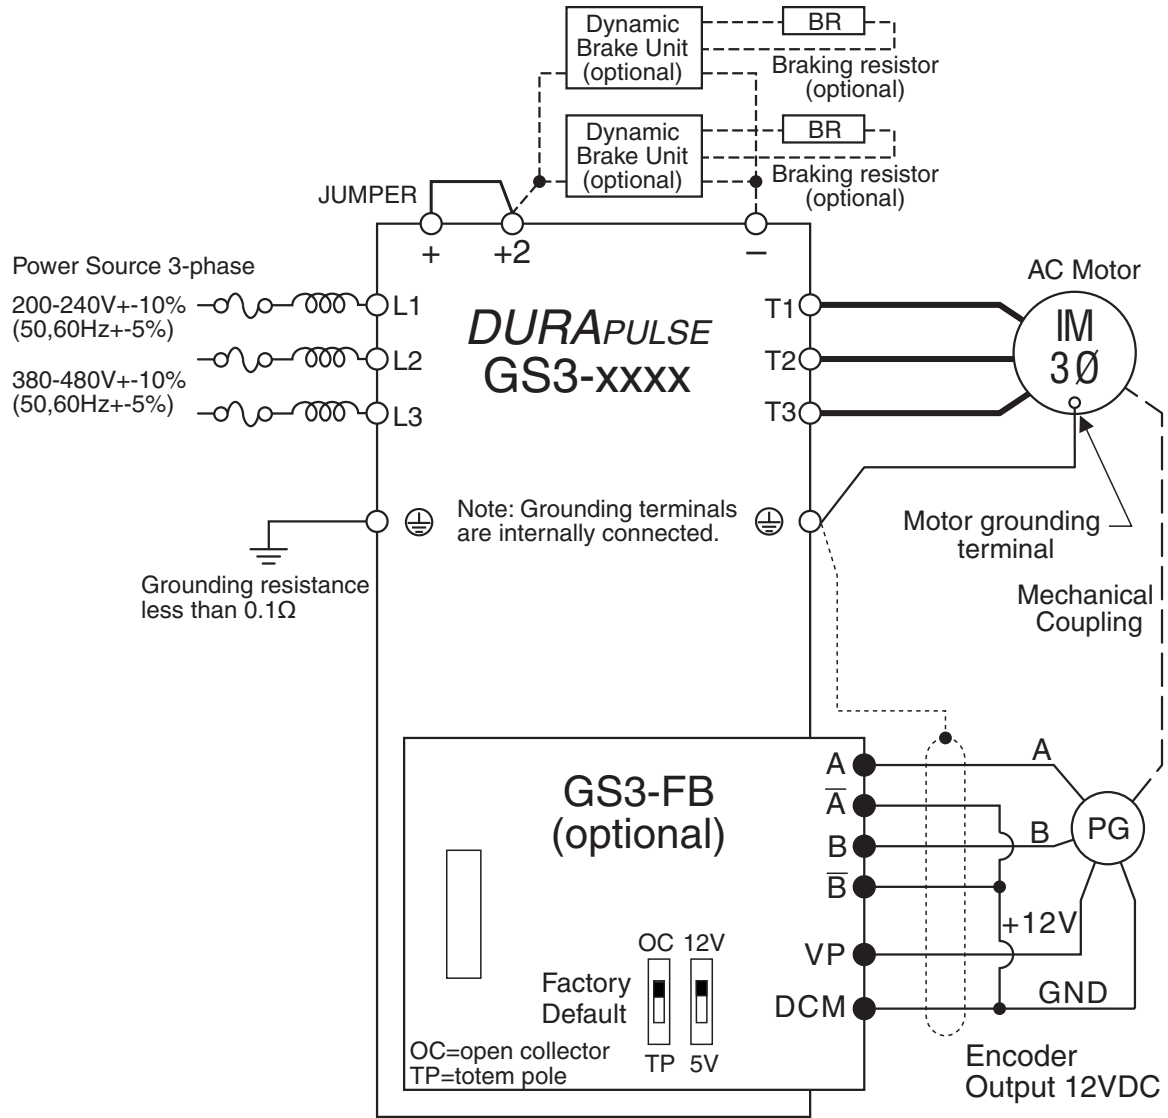 Dynamic
Brake Unit
(optional)
BR
Braking resistor
(optional)
Dynamic
Brake Unit
(optional)
BR
Braking resistor
(optional)
JUMPER
+
+2
–
Power Source 3-phase
200-240V+-10%
(50,60Hz+-5%)
380-480V+-10%
(50,60Hz+-5%)
L1
L2
L3
DURAPULSE
GS3-xxxx
T1
T2
T3
AC Motor
IM
3Ø
Note: Grounding terminals
are internally connected.
Motor grounding
terminal
Grounding resistance
less than 0.1Ω
Mechanical
Coupling
GS3-FB
(optional)
A
A̅
B
B̅
VP
DCM
A
B
PG
+12V
GND
OC 12V
Factory
Default
TP 5V
OC=open collector
TP=totem pole
Encoder
Output 12VDC